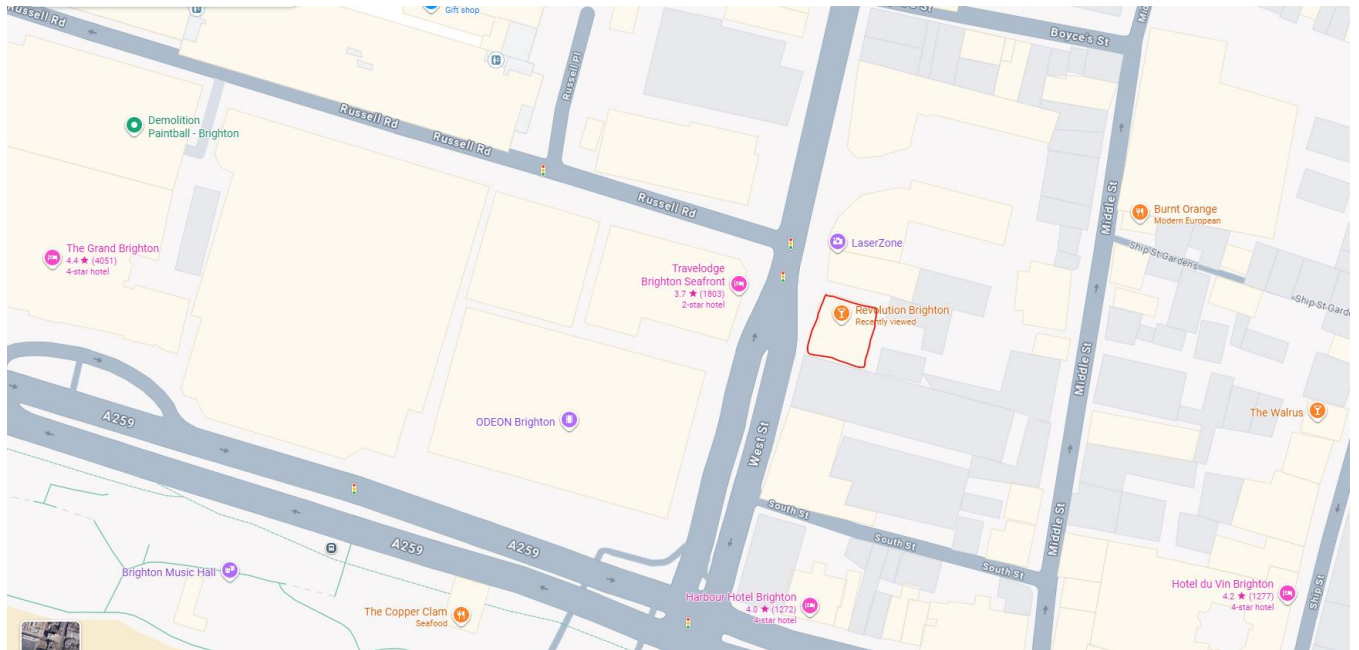 Russell Rd
Gift shop
Boyce's St
Russell Pl
Demolition
Paintball - Brighton
Russell Rd
Russell Rd
Russell Rd
Middle St
Burnt Orange
Modern European
Ship St Gardens
The Grand Brighton
4.4 ★ (4051)
4-star hotel
Travelodge
Brighton Seafront
3.7 ★ (1803)
2-star hotel
LaserZone
Revolution Brighton
Recently viewed
Middle St
The Walrus
A259
ODEON Brighton
West St
South St
South St
South St
Middle St
A259
A259
Brighton Music Hall
The Copper Clam
Seafood
Harbour Hotel Brighton
4.0 ★ (1272)
4-star hotel
Hotel du Vin Brighton
4.2 ★ (1277)
4-star hotel
Ship St